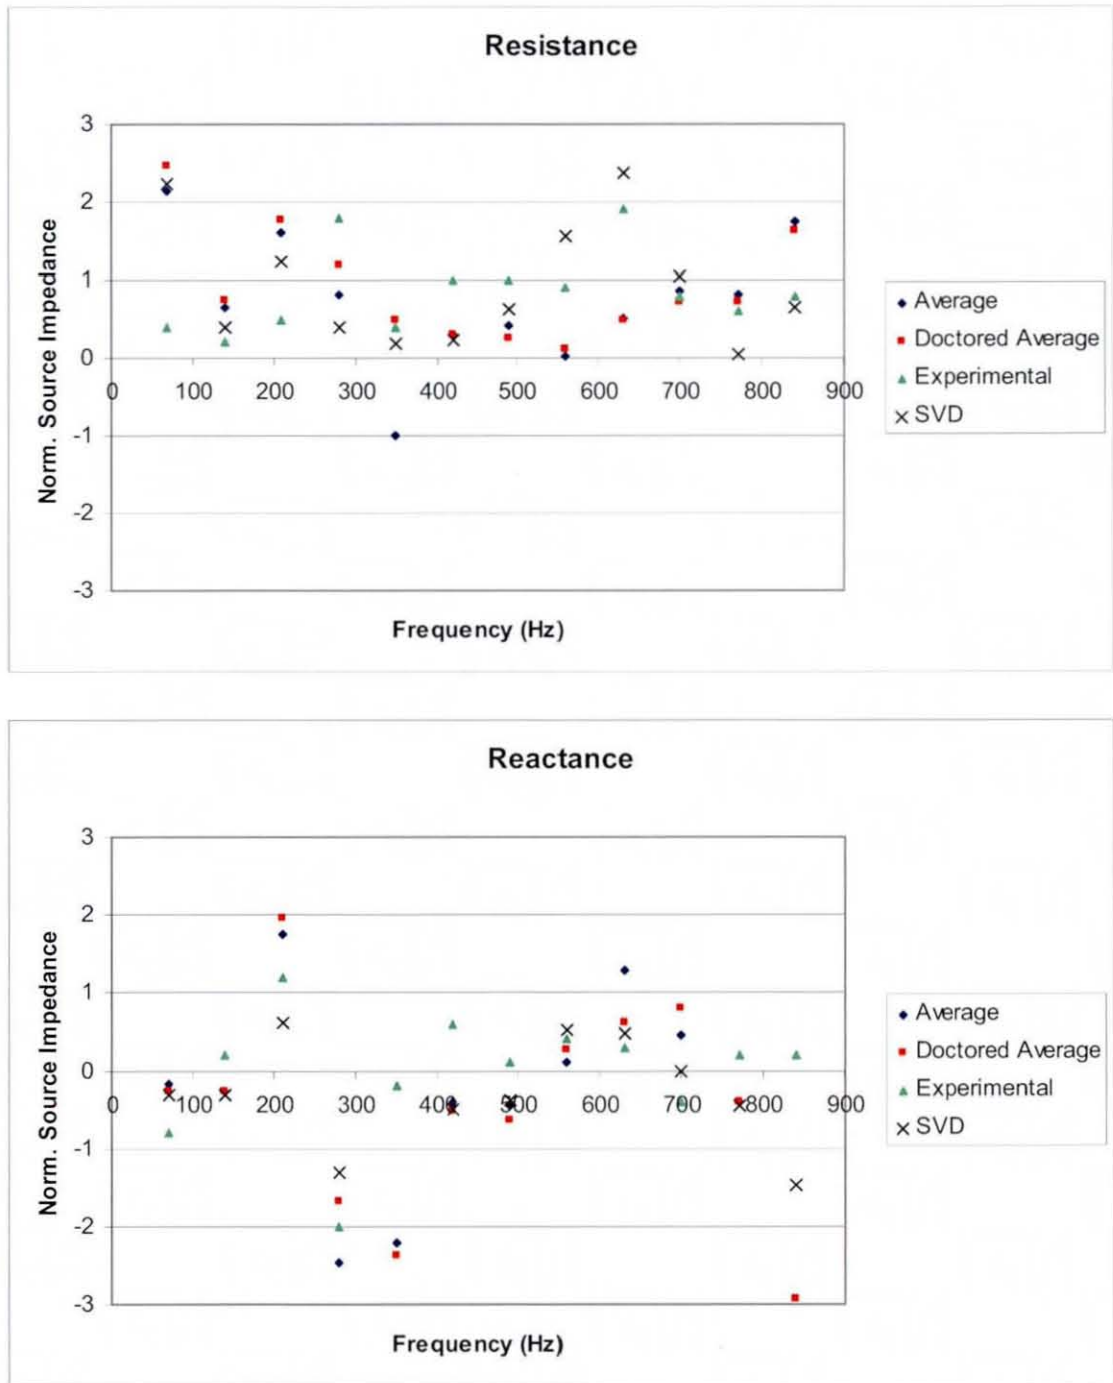 Resistance
3
2
1
0
-1
-2
-3
0 100 200 300 400 500 600 700 800 900
Norm. Source Impedance
Frequency (Hz)
Average
Doctored Average
Experimental
SVD
Reactance
3
2
1
0
-1
-2
-3
0 100 200 300 400 500 600 700 800 900
Norm. Source Impedance
Frequency (Hz)
Average
Doctored Average
Experimental
SVD